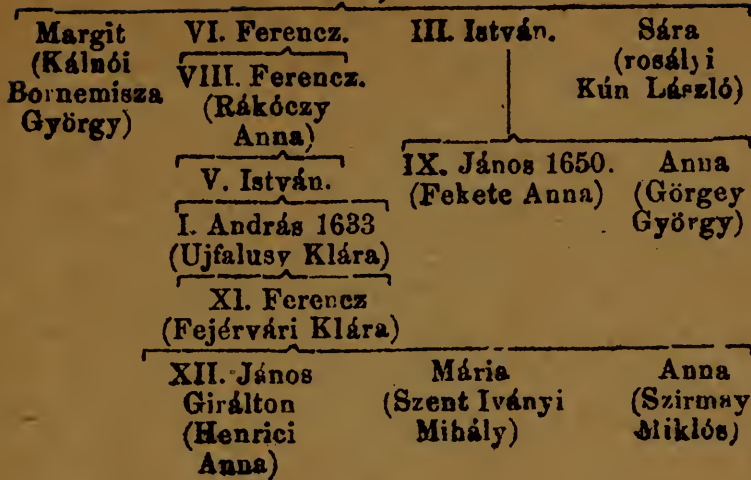 Margit
(Kálnói
Bornemisza
György)
VI. Ferencz.
VIII. Ferencz.
(Rákóczy
Anna)
V. István.
I. András 1633
(Ujfalusy Klára)
XI. Ferencz
(Fejérvári Klára)
III. István.
Sára
(rosályi
Kún László)
IX. János 1650.
(Fekete Anna)
Anna
(Görgey
György)
XII. János
Girálton
(Henrici
Anna)
Mária
(Szent Iványi
Mihály)
Anna
(Szirmay
Miklós)